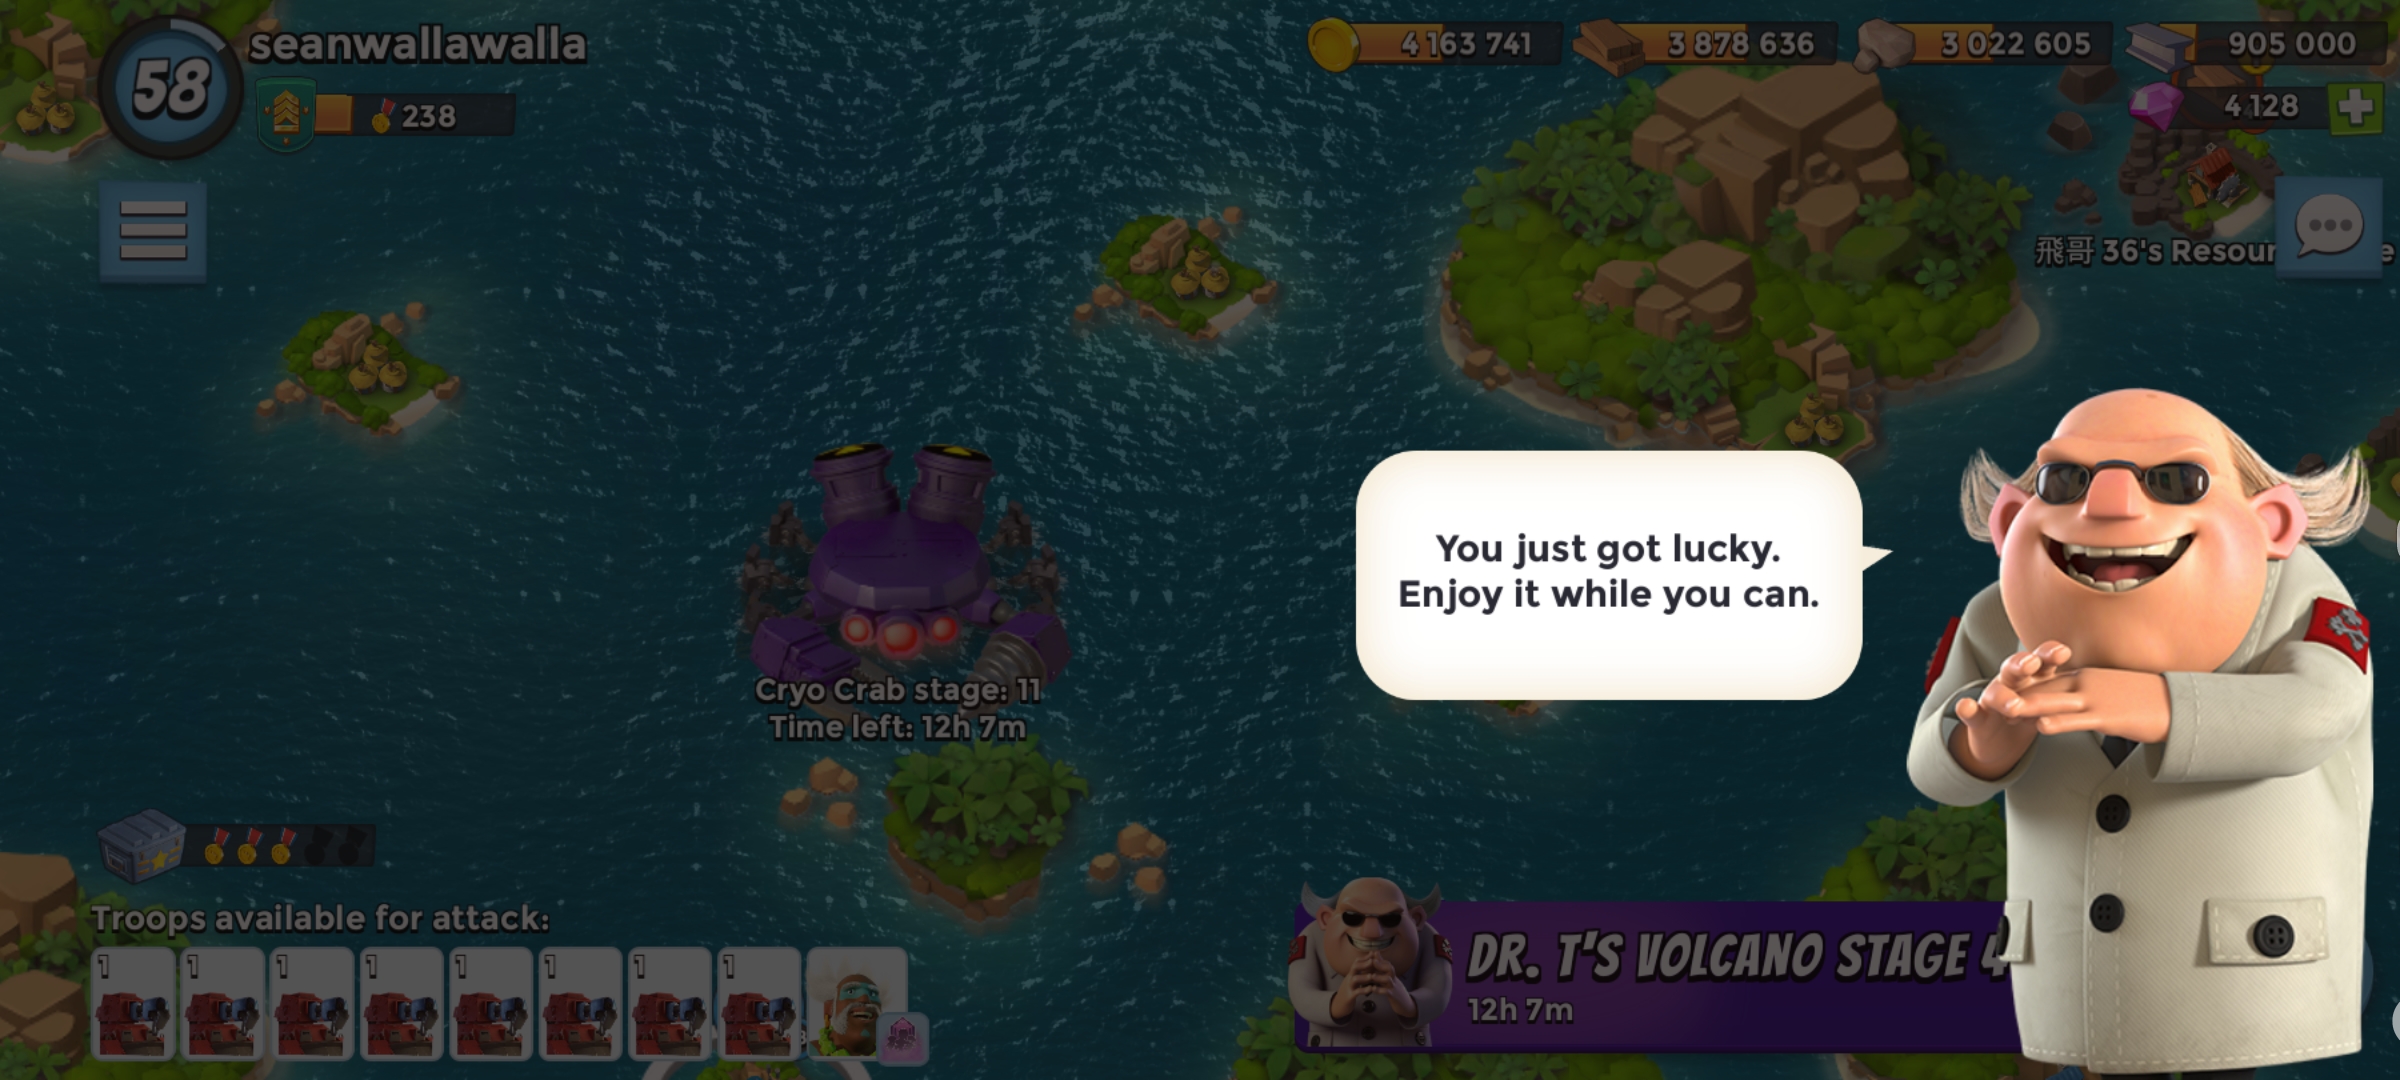 58
seanwallawalla
238
4 163 741
3 878 636
3 022 605
905 000
4 128
飛哥 36's Resour
You just got lucky.
Enjoy it while you can.
Cryo Crab stage: 11
Time left: 12h 7m
Troops available for attack:
1 1 1 1 1 1 1 1
DR. T'S VOLCANO STAGE 4
12h 7m